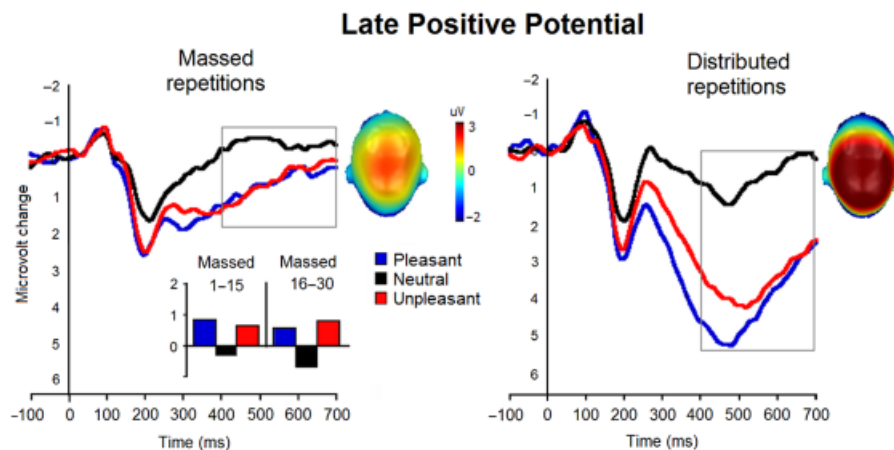 Late Positive Potential
Massed
repetitions
Distributed
repetitions
–2
–1
1
2
3
4
5
6
Microvolt change
–100 0 100 200 300 400 500 600 700
Time (ms)
uV
3
0
–2
Pleasant
Neutral
Unpleasant
Massed
1–15
Massed
16–30
2
1
0
–2
–1
0
1
2
3
4
5
6
–100 0 100 200 300 400 500 600 700
Time (ms)